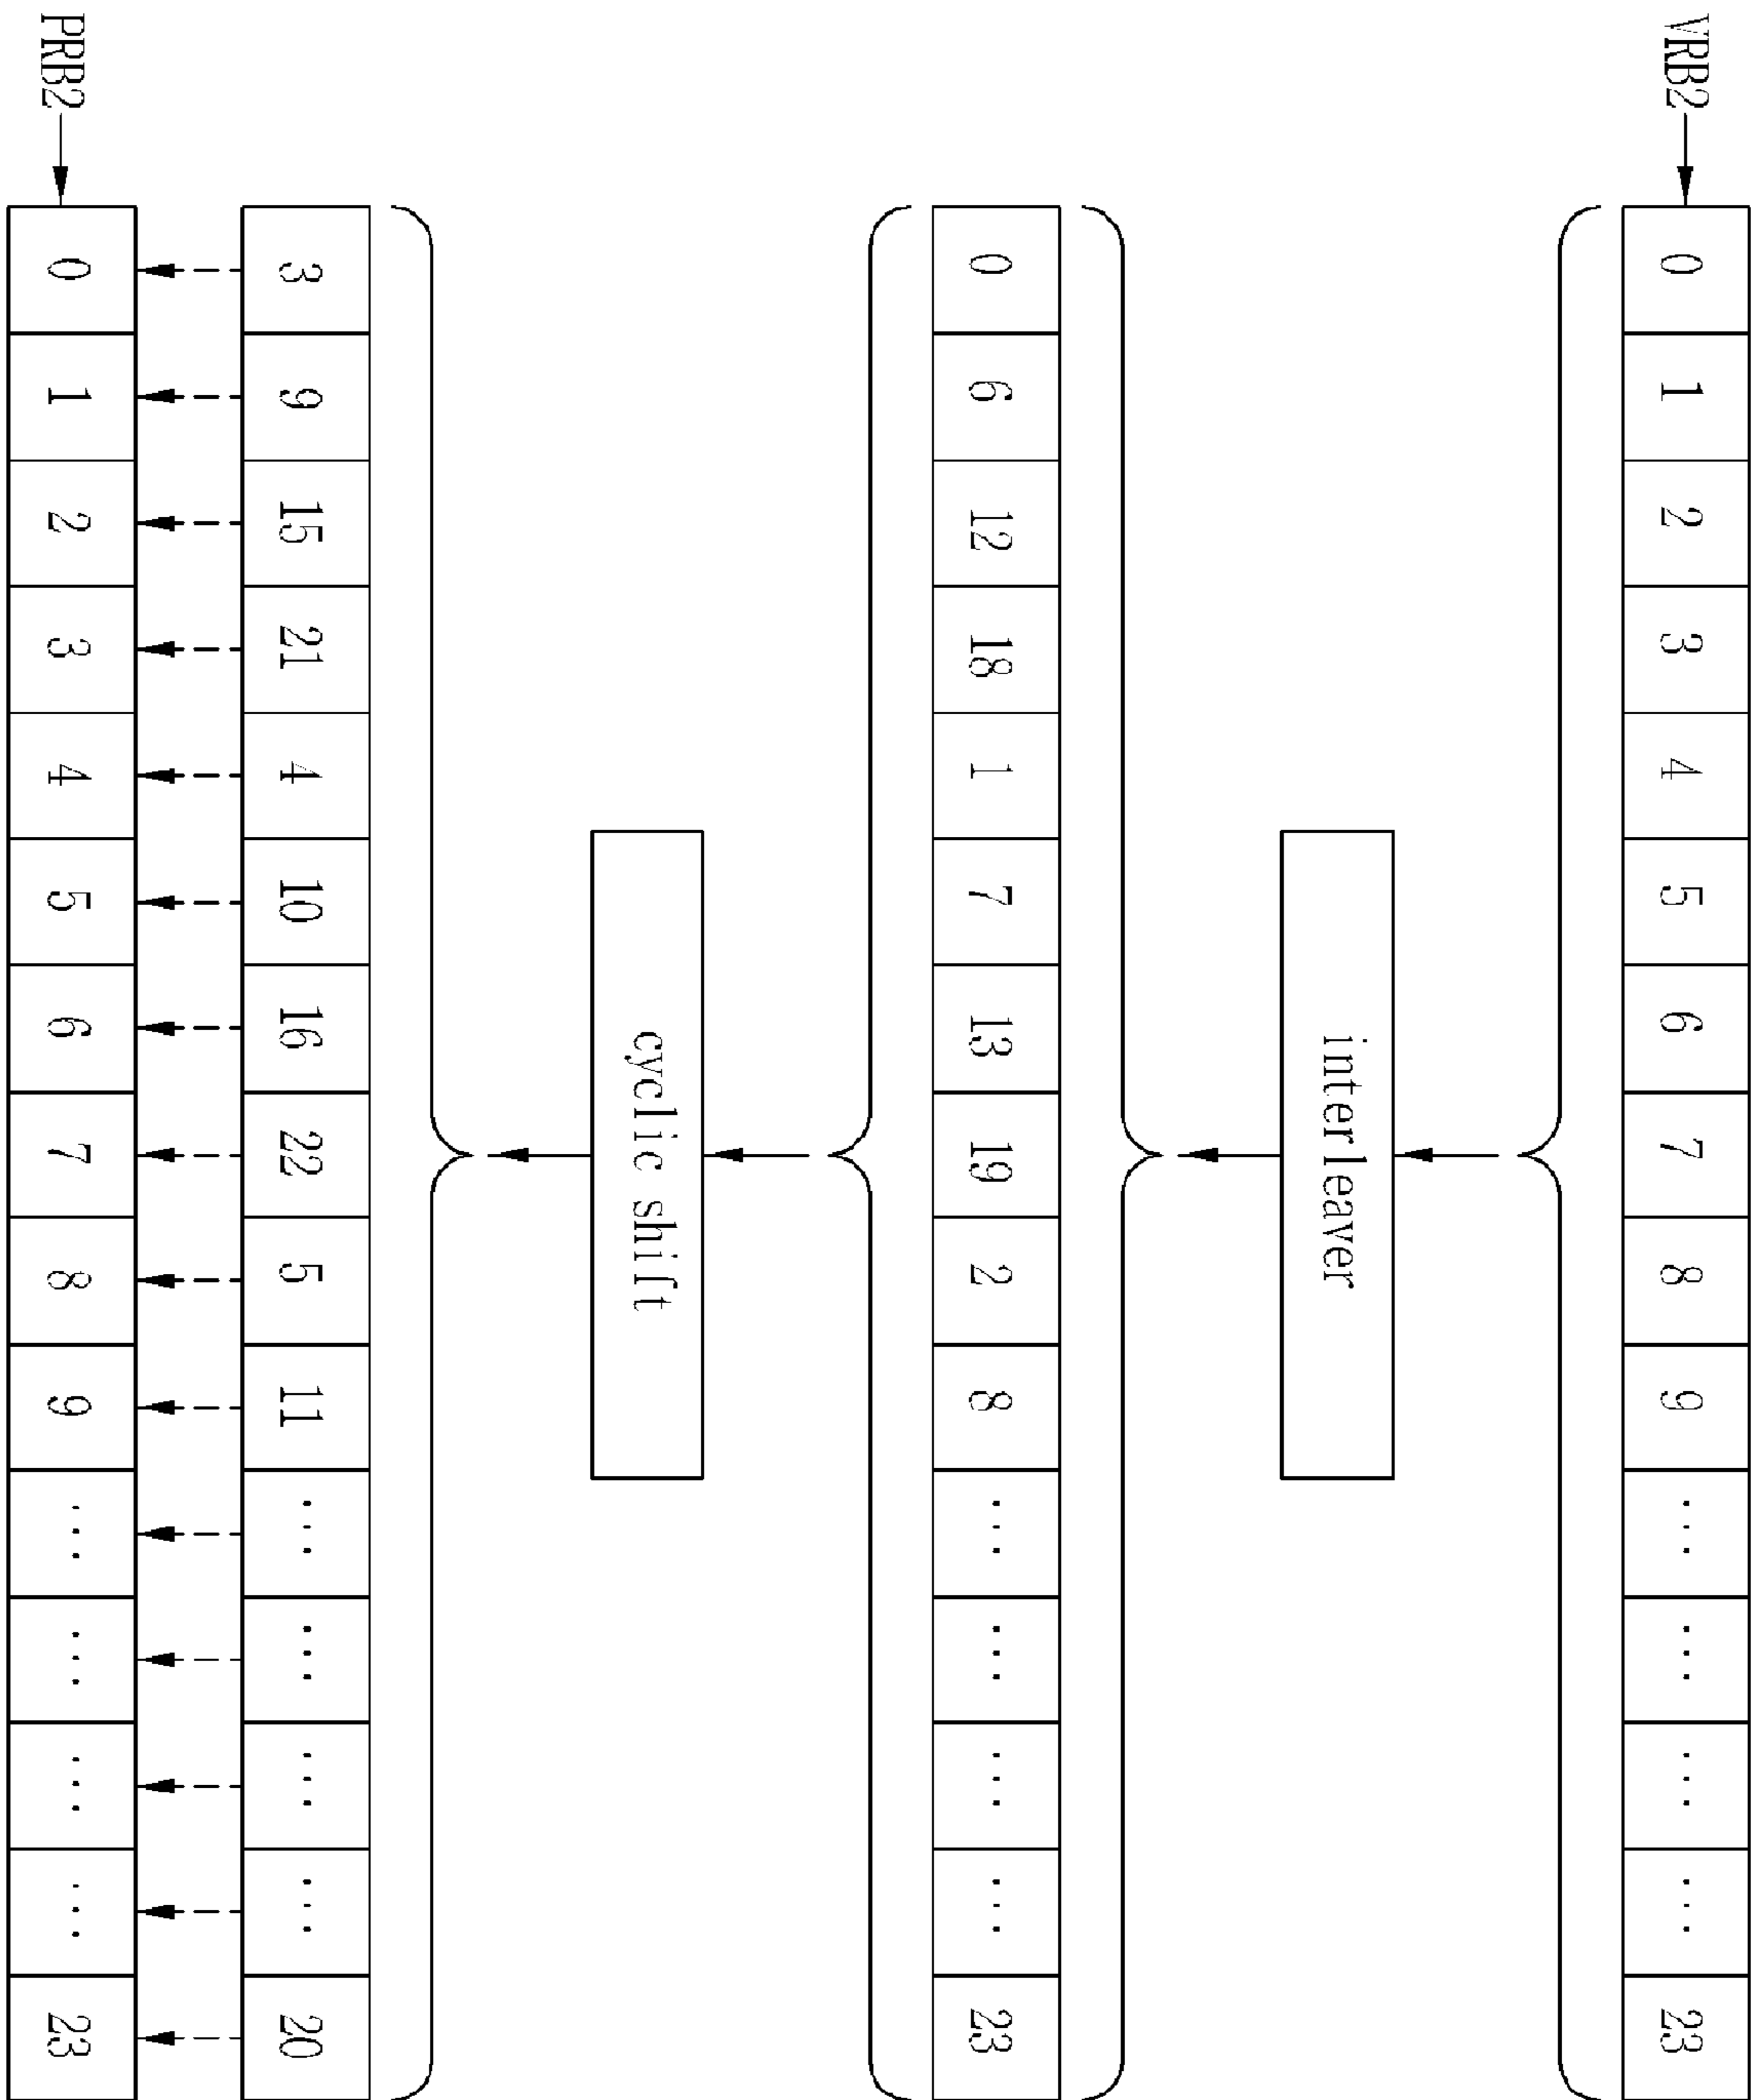 VRB2
0 1 2 3 4 5 6 7 8 9 ... ... ... ... 23
interleaver
0 6 12 18 1 7 13 19 2 8 ... ... ... ... 23
cyclic shift
3 9 15 21 4 10 16 22 5 11 ... ... ... ... 20
PRB2
0 1 2 3 4 5 6 7 8 9 ... ... ... ... 23